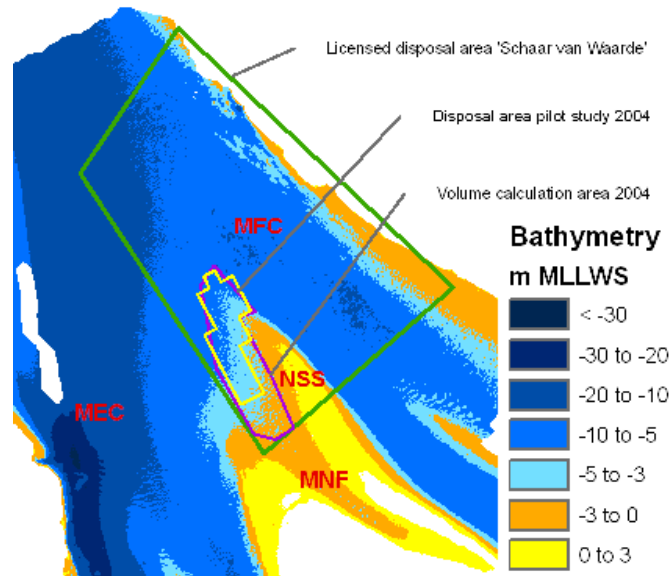 Licensed disposal area 'Schaar van Waarde'
Disposal area pilot study 2004
Volume calculation area 2004
MFC
NSS
MEC
MNF
Bathymetry
m MLLWS
< -30
-30 to -20
-20 to -10
-10 to -5
-5 to -3
-3 to 0
0 to 3